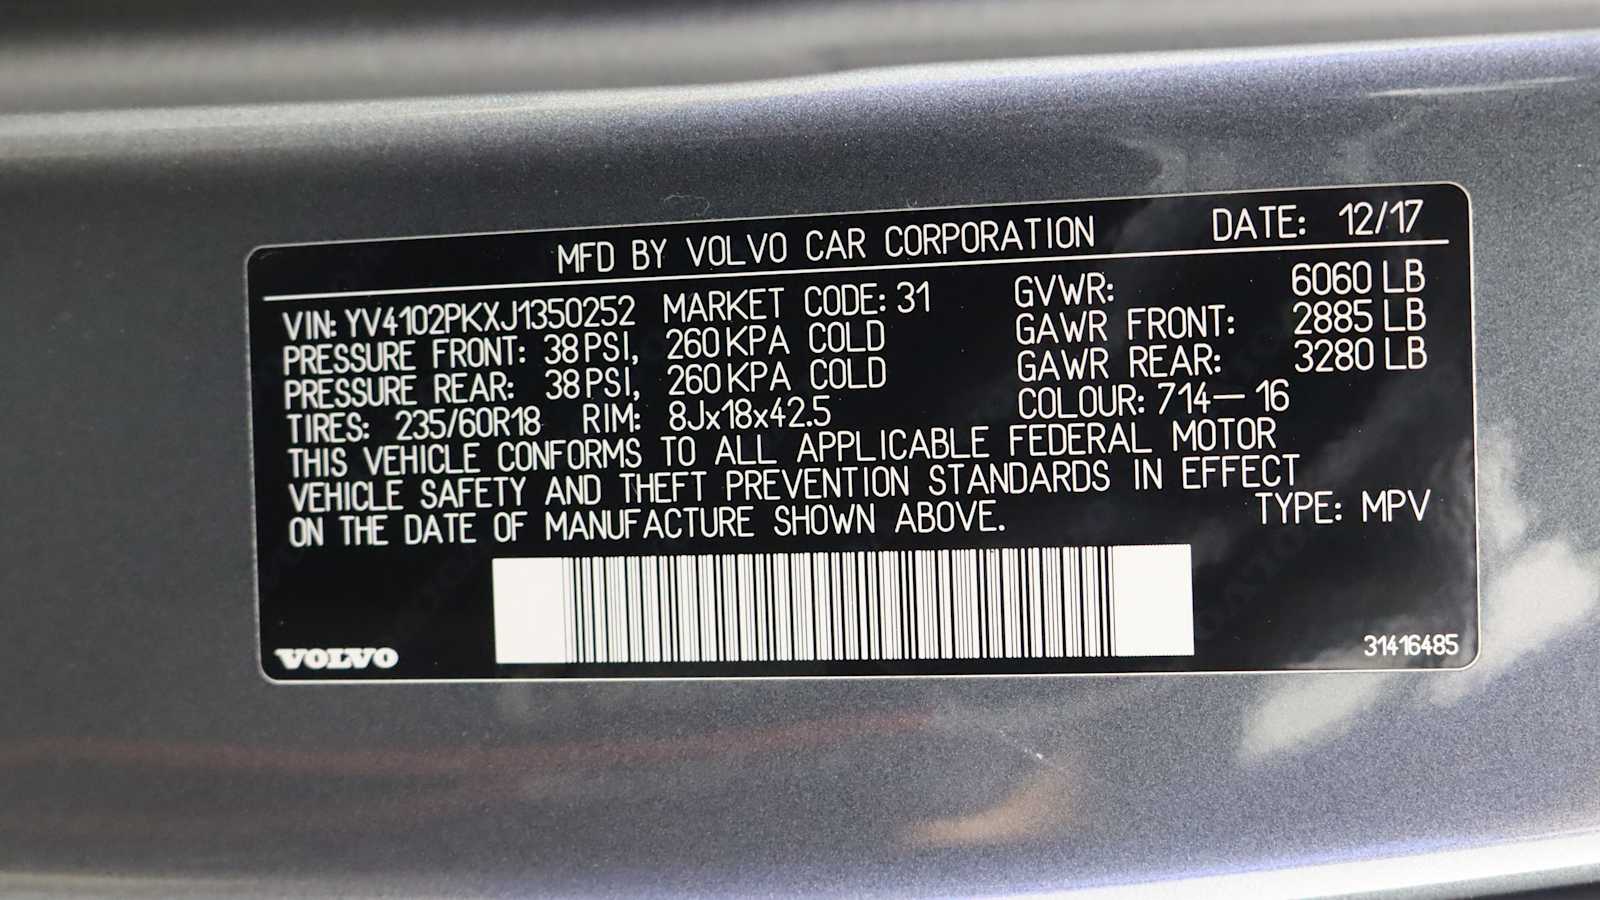 MFD BY VOLVO CAR CORPORATION DATE: 12/17
VIN: YV4102PKXJ1350252 MARKET CODE: 31 GVWR: 6060 LB
PRESSURE FRONT: 38 PSI, 260 KPA COLD GAWR FRONT: 2885 LB
PRESSURE REAR: 38 PSI, 260 KPA COLD GAWR REAR: 3280 LB
TIRES: 235/60R18 RIM: 8Jx18x42.5 COLOUR: 714-16
THIS VEHICLE CONFORMS TO ALL APPLICABLE FEDERAL MOTOR
VEHICLE SAFETY AND THEFT PREVENTION STANDARDS IN EFFECT
ON THE DATE OF MANUFACTURE SHOWN ABOVE. TYPE: MPV
VOLVO 31416485